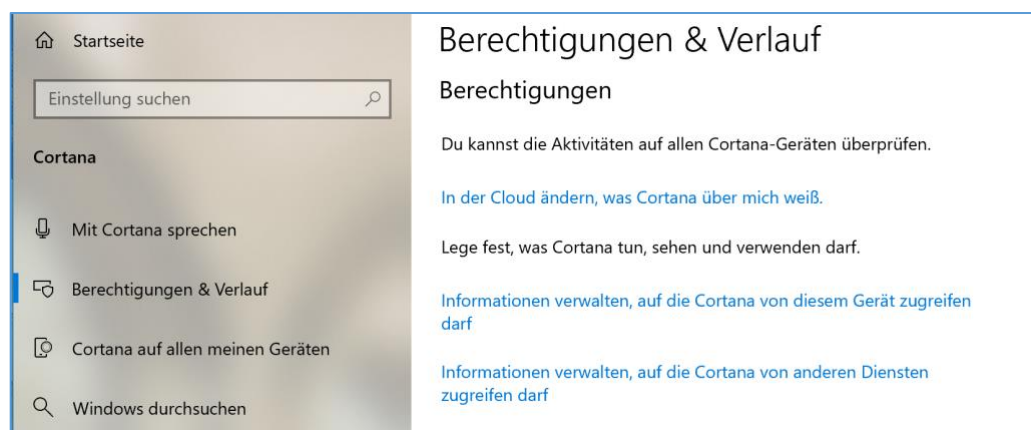 Startseite
Einstellung suchen
Cortana
Mit Cortana sprechen
Berechtigungen & Verlauf
Cortana auf allen meinen Geräten
Windows durchsuchen
Berechtigungen & Verlauf
Berechtigungen
Du kannst die Aktivitäten auf allen Cortana-Geräten überprüfen.
In der Cloud ändern, was Cortana über mich weiß.
Lege fest, was Cortana tun, sehen und verwenden darf.
Informationen verwalten, auf die Cortana von diesem Gerät zugreifen
darf
Informationen verwalten, auf die Cortana von anderen Diensten
zugreifen darf